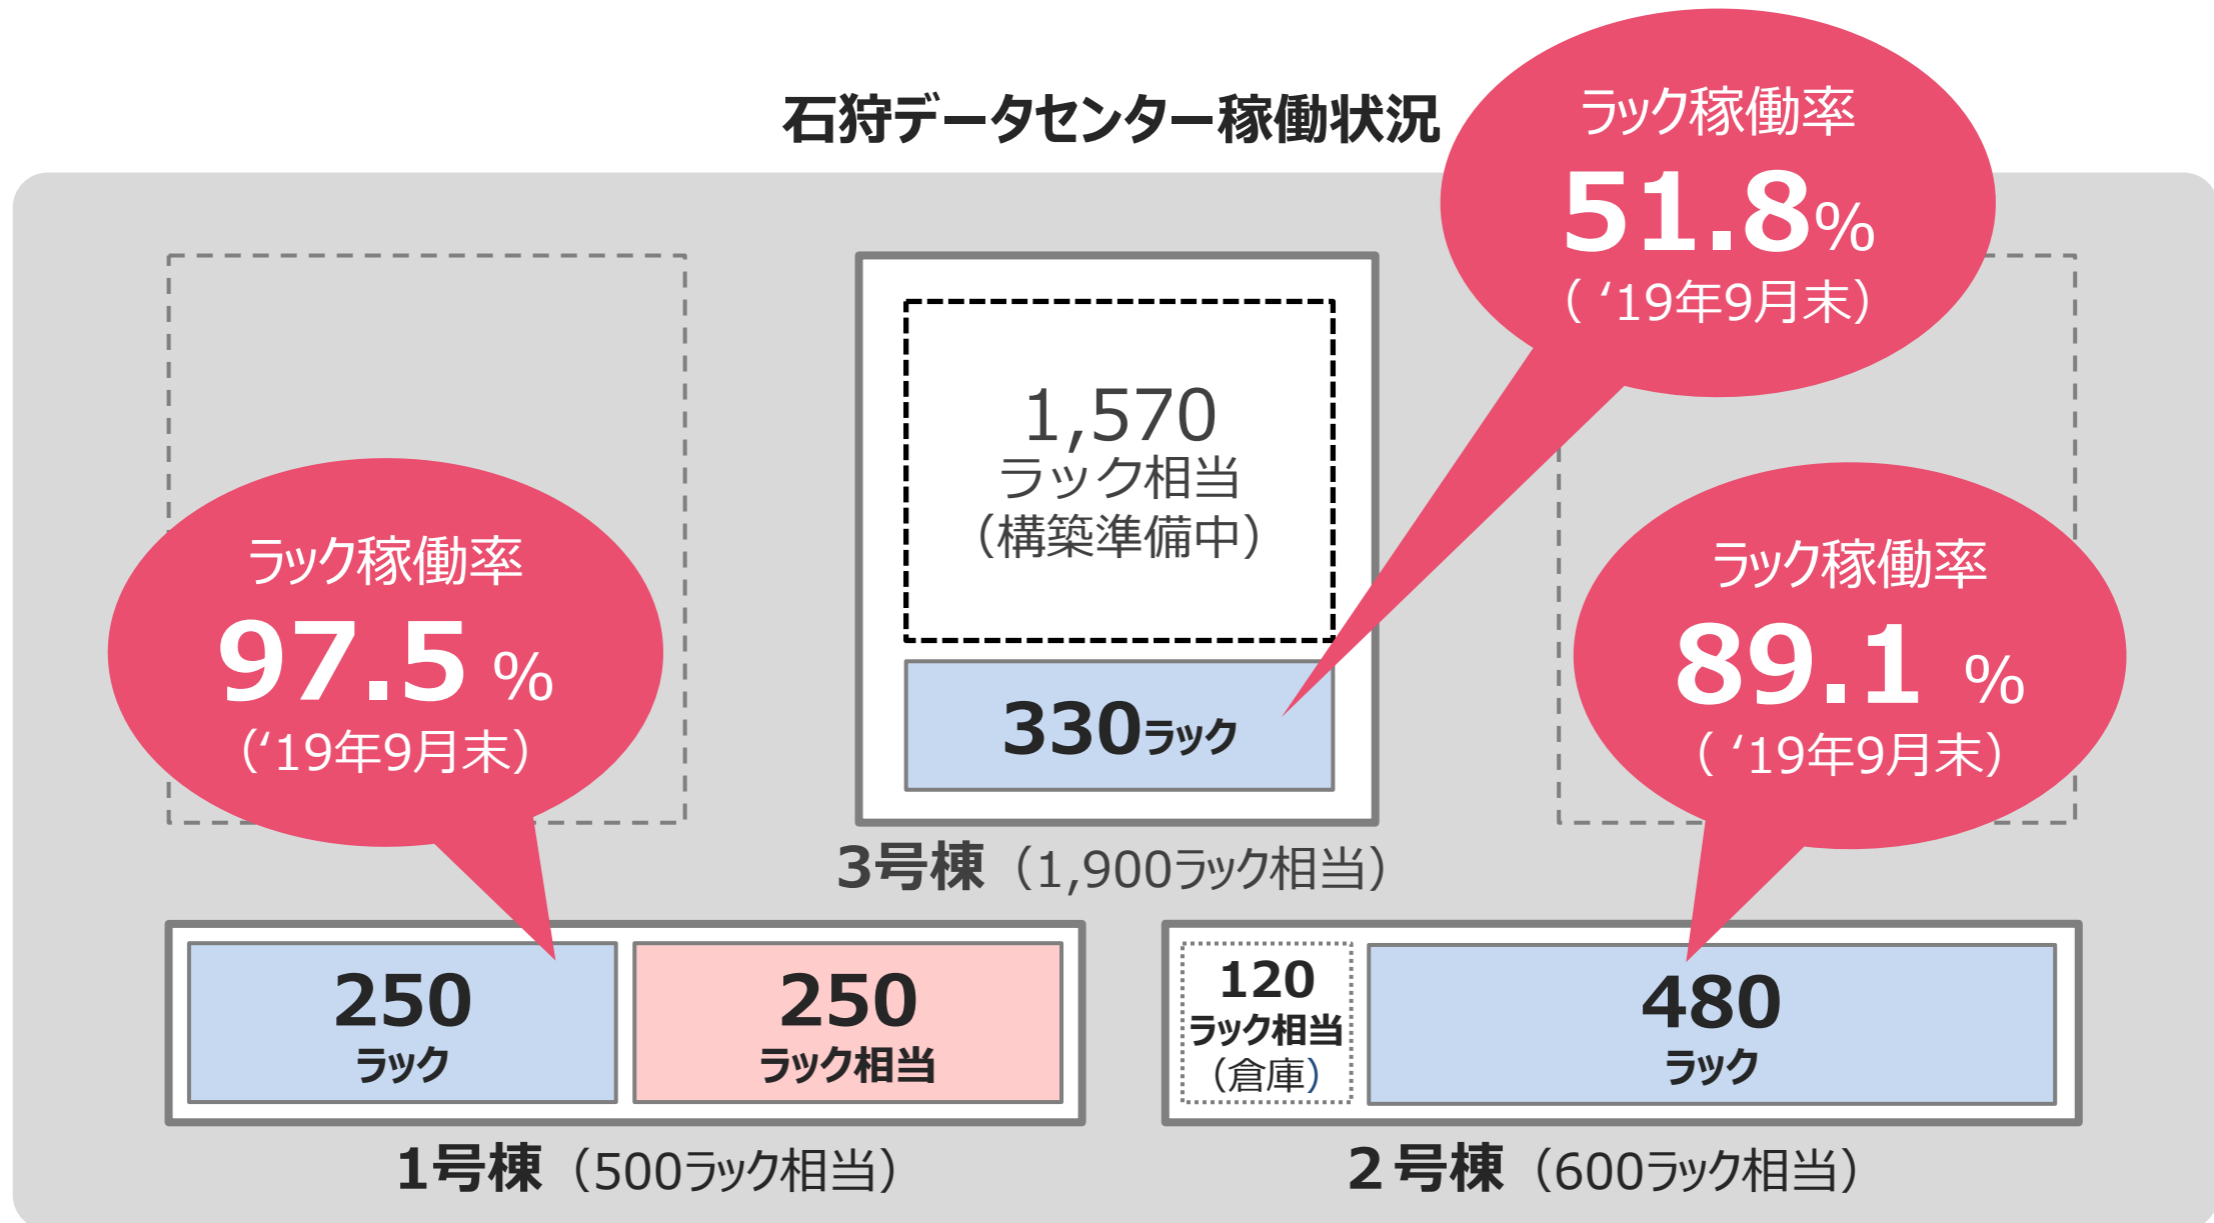 石狩データセンター稼働状況
ラック稼働率
51.8%
（ ‘19年9月末）
1,570
ラック相当
（構築準備中）
330ラック
3号棟（1,900ラック相当）
ラック稼働率
97.5 %
（‘19年9月末）
ラック稼働率
89.1 %
（ ‘19年9月末）
250
ラック
250
ラック相当
1号棟（500ラック相当）
120
ラック相当
（倉庫）
480
ラック
２号棟（600ラック相当）